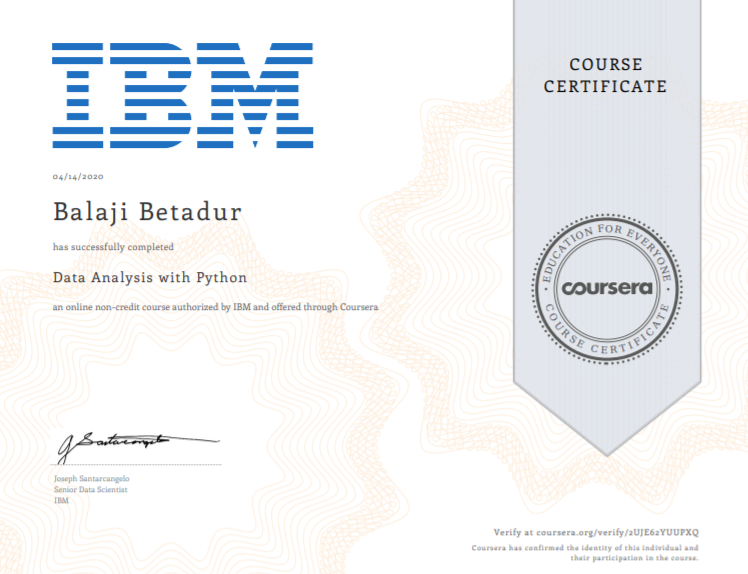 IBM
COURSE
CERTIFICATE
04/14/2020
Balaji Betadur
has successfully completed
Data Analysis with Python
an online non-credit course authorized by IBM and offered through Coursera
EDUCATION FOR EVERYONE
coursera
COURSE CERTIFICATE
J Santarcangelo
Joseph Santarcangelo
Senior Data Scientist
IBM
Verify at coursera.org/verify/2UJE62YUUPXQ
Coursera has confirmed the identity of this individual and
their participation in the course.